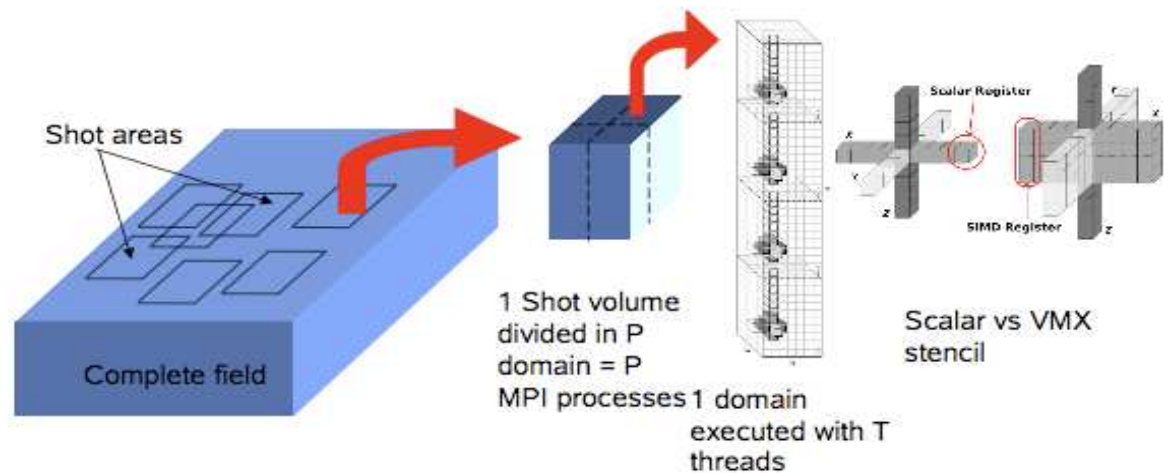 Shot areas
Complete field
1 Shot volume
divided in P
domain = P
MPI processes
1 domain
executed with T
threads
Scalar Register
X
Y
Z
SIMD Register
X
Z
Scalar vs VMX
stencil